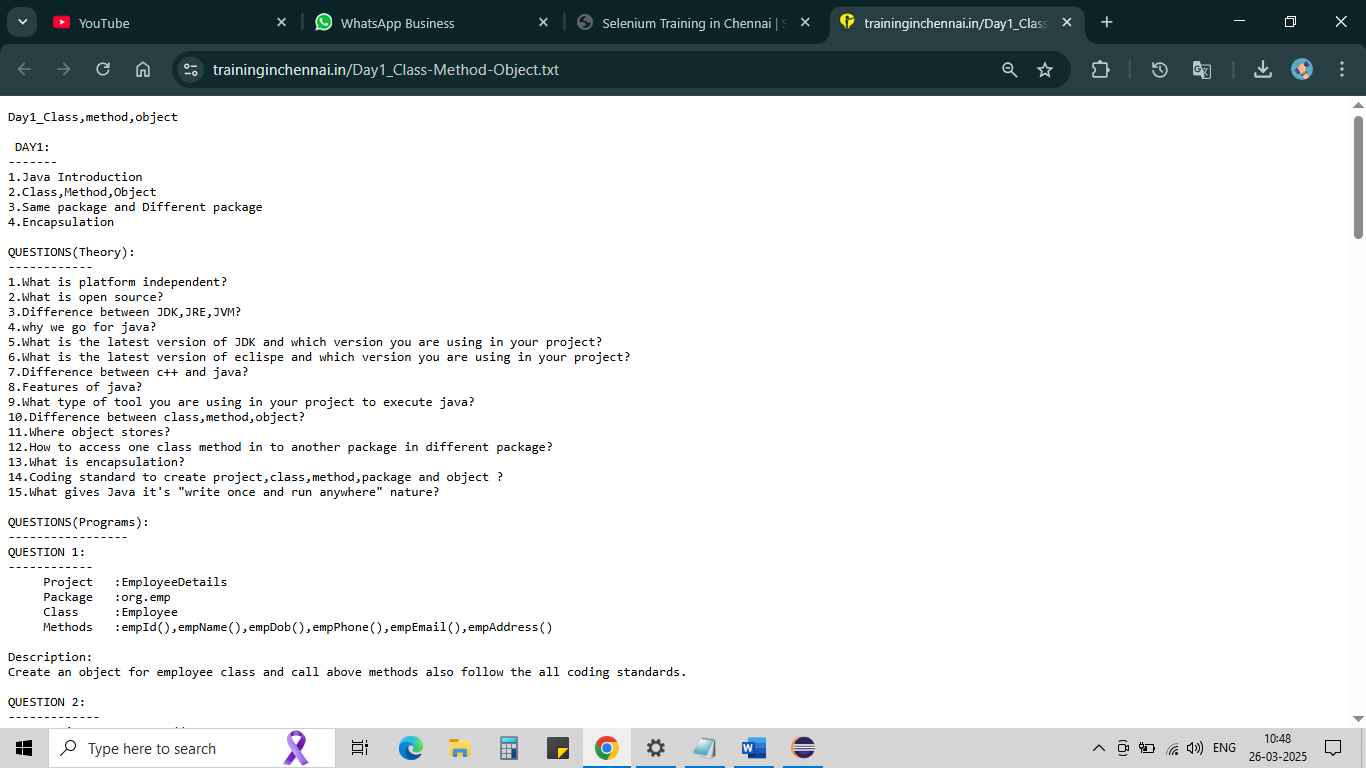 YouTube
WhatsApp Business
Selenium Training in Chennai |
traininginchennai.in/Day1_Class
traininginchennai.in/Day1_Class-Method-Object.txt
Day1_Class,method,object
DAY1:
-------
1.Java Introduction
2.Class,Method,Object
3.Same package and Different package
4.Encapsulation
QUESTIONS(Theory):
------------
1.What is platform independent?
2.What is open source?
3.Difference between JDK,JRE,JVM?
4.why we go for java?
5.What is the latest version of JDK and which version you are using in your project?
6.What is the latest version of eclispe and which version you are using in your project?
7.Difference between c++ and java?
8.Features of java?
9.What type of tool you are using in your project to execute java?
10.Difference between class,method,object?
11.Where object stores?
12.How to access one class method in to another package in different package?
13.What is encapsulation?
14.Coding standard to create project,class,method,package and object ?
15.What gives Java it's "write once and run anywhere" nature?
QUESTIONS(Programs):
-----------------
QUESTION 1:
------------
Project :EmployeeDetails
Package :org.emp
Class :Employee
Methods :empId(),empName(),empDob(),empPhone(),empEmail(),empAddress()
Description:
Create an object for employee class and call above methods also follow the all coding standards.
QUESTION 2:
-------------
Type here to search
ENG
10:48
26-03-2025